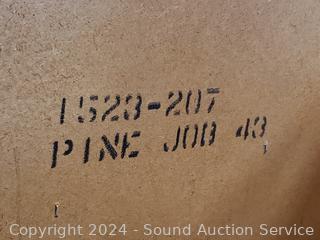 1523-207
PINE JOB 43
Copyright 2024 - Sound Auction Service